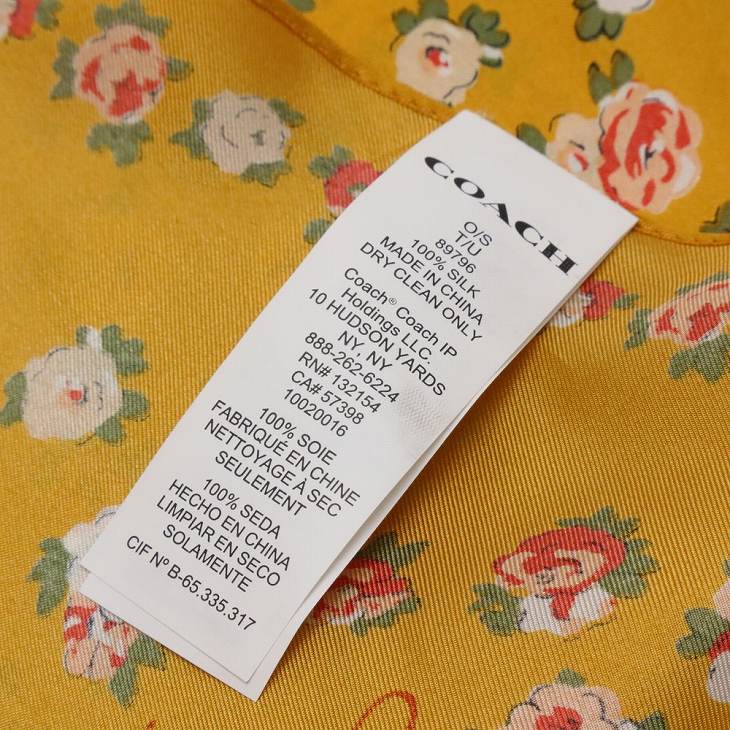 COACH
O/S
T/U
89796
100% SILK
MADE IN CHINA
DRY CLEAN ONLY
Coach® Coach IP
Holdings LLC.
10 HUDSON YARDS
NY, NY
888-262-6224
RN# 132154
CA# 57398
10020016
100% SOIE
FABRIQUÉ EN CHINE
NETTOYAGE À SEC
SEULEMENT
100% SEDA
HECHO EN CHINA
LIMPIAR EN SECO
SOLAMENTE
CIF Nº B-65.335.317